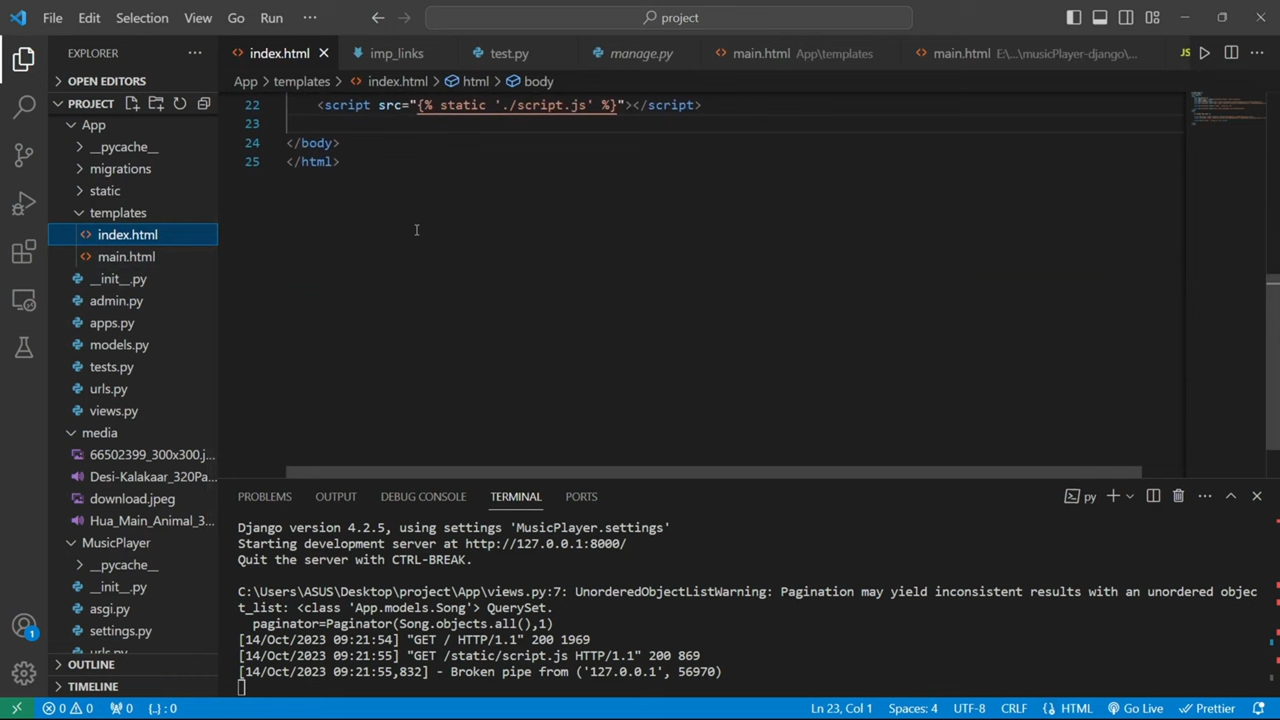 File Edit Selection View Go Run ··· project
EXPLORER ···
OPEN EDITORS
PROJECT
App
__pycache__
migrations
static
templates
index.html
main.html
__init__.py
admin.py
apps.py
models.py
tests.py
urls.py
views.py
media
66502399_300x300.j...
Desi-Kalakaar_320Pa...
download.jpeg
Hua_Main_Animal_3...
MusicPlayer
__pycache__
__init__.py
asgi.py
settings.py
urls.py
OUTLINE
TIMELINE
1
index.html imp_links test.py manage.py main.html App\templates main.html E:\...\musicPlayer-django\... JS ···
App > templates > index.html > html > body
22 <script src="{% static './script.js' %}"></script>
23
24 </body>
25 </html>
PROBLEMS OUTPUT DEBUG CONSOLE TERMINAL PORTS py ···
Django version 4.2.5, using settings 'MusicPlayer.settings'
Starting development server at http://127.0.0.1:8000/
Quit the server with CTRL-BREAK.
C:\Users\ASUS\Desktop\project\App\views.py:7: UnorderedObjectListWarning: Pagination may yield inconsistent results with an unordered objec
t_list: <class 'App.models.Song'> QuerySet.
paginator=Paginator(Song.objects.all(),1)
[14/Oct/2023 09:21:54] "GET / HTTP/1.1" 200 1969
[14/Oct/2023 09:21:55] "GET /static/script.js HTTP/1.1" 200 869
[14/Oct/2023 09:21:55,832] - Broken pipe from ('127.0.0.1', 56970)
0 0 0 {..} : 0 Ln 23, Col 1 Spaces: 4 UTF-8 CRLF HTML Go Live Prettier